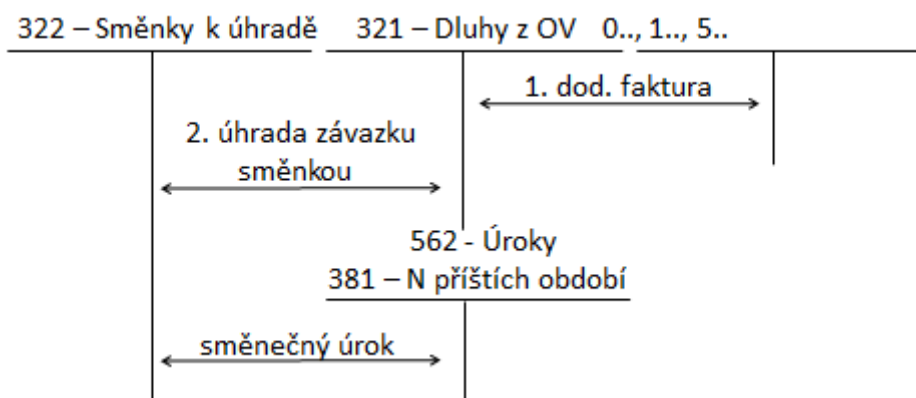 322 – Směnky k úhradě 321 – Dluhy z OV 0.., 1.., 5..
1. dod. faktura
2. úhrada závazku
směnkou
562 - Úroky
381 – N příštích období
směnečný úrok